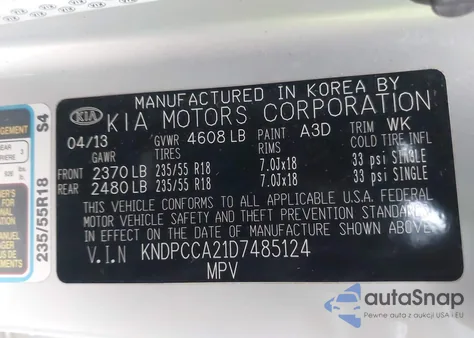 MANUFACTURED IN KOREA BY
KIA KIA MOTORS CORPORATION
04/13 GVWR 4608 LB PAINT A3D TRIM WK
GAWR TIRES COLD TIRE INFL
FRONT 2370 LB 235/55 R18 7.0Jx18 33 psi SINGLE
REAR 2480 LB 235/55 R18 7.0Jx18 33 psi SINGLE
THIS VEHICLE CONFORMS TO ALL APPLICABLE FEDERAL
MOTOR VEHICLE SAFETY AND THEFT PREVENTION STANDARDS
IN EFFECT ON THE DATE OF MANUFACTURE SHOWN ABOVE.
V.I.N KNDPCCA21D7485124
MPV
235/55R18 S4
autoSnap
Pewne auto z USA i EU